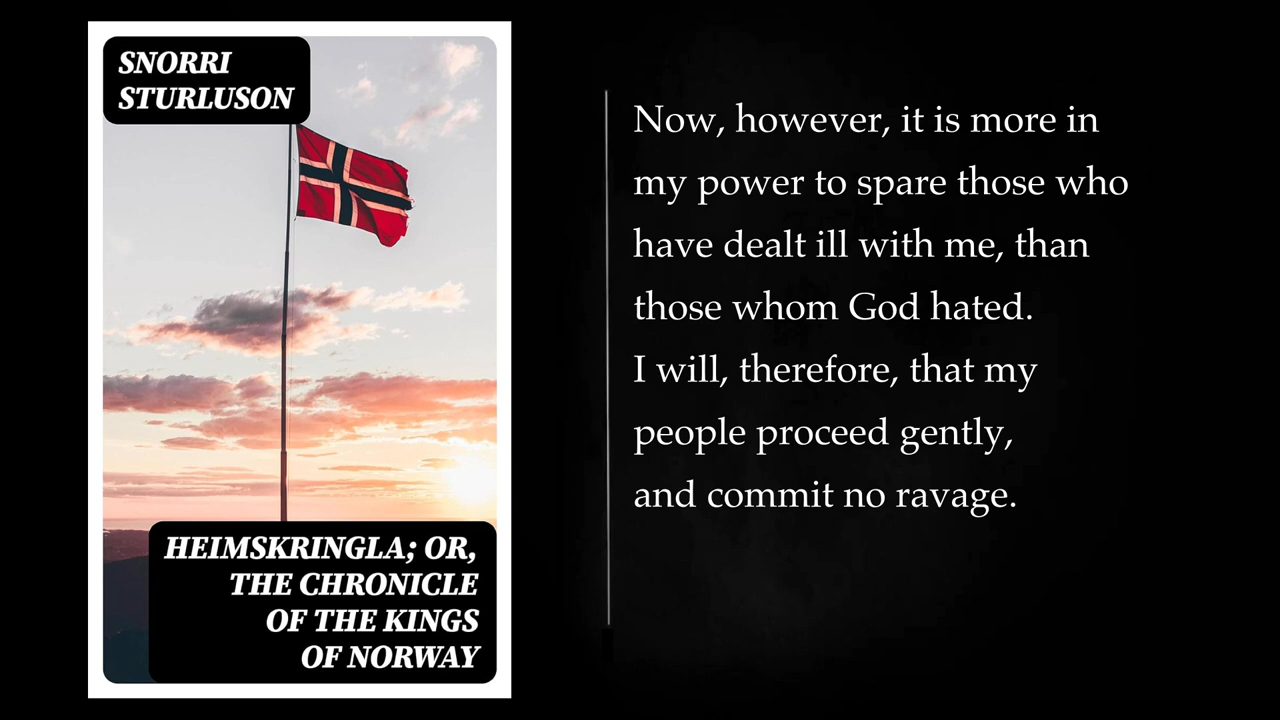 SNORRI
STURLUSON
HEIMSKRINGLA; OR,
THE CHRONICLE
OF THE KINGS
OF NORWAY
Now, however, it is more in
my power to spare those who
have dealt ill with me, than
those whom God hated.
I will, therefore, that my
people proceed gently,
and commit no ravage.